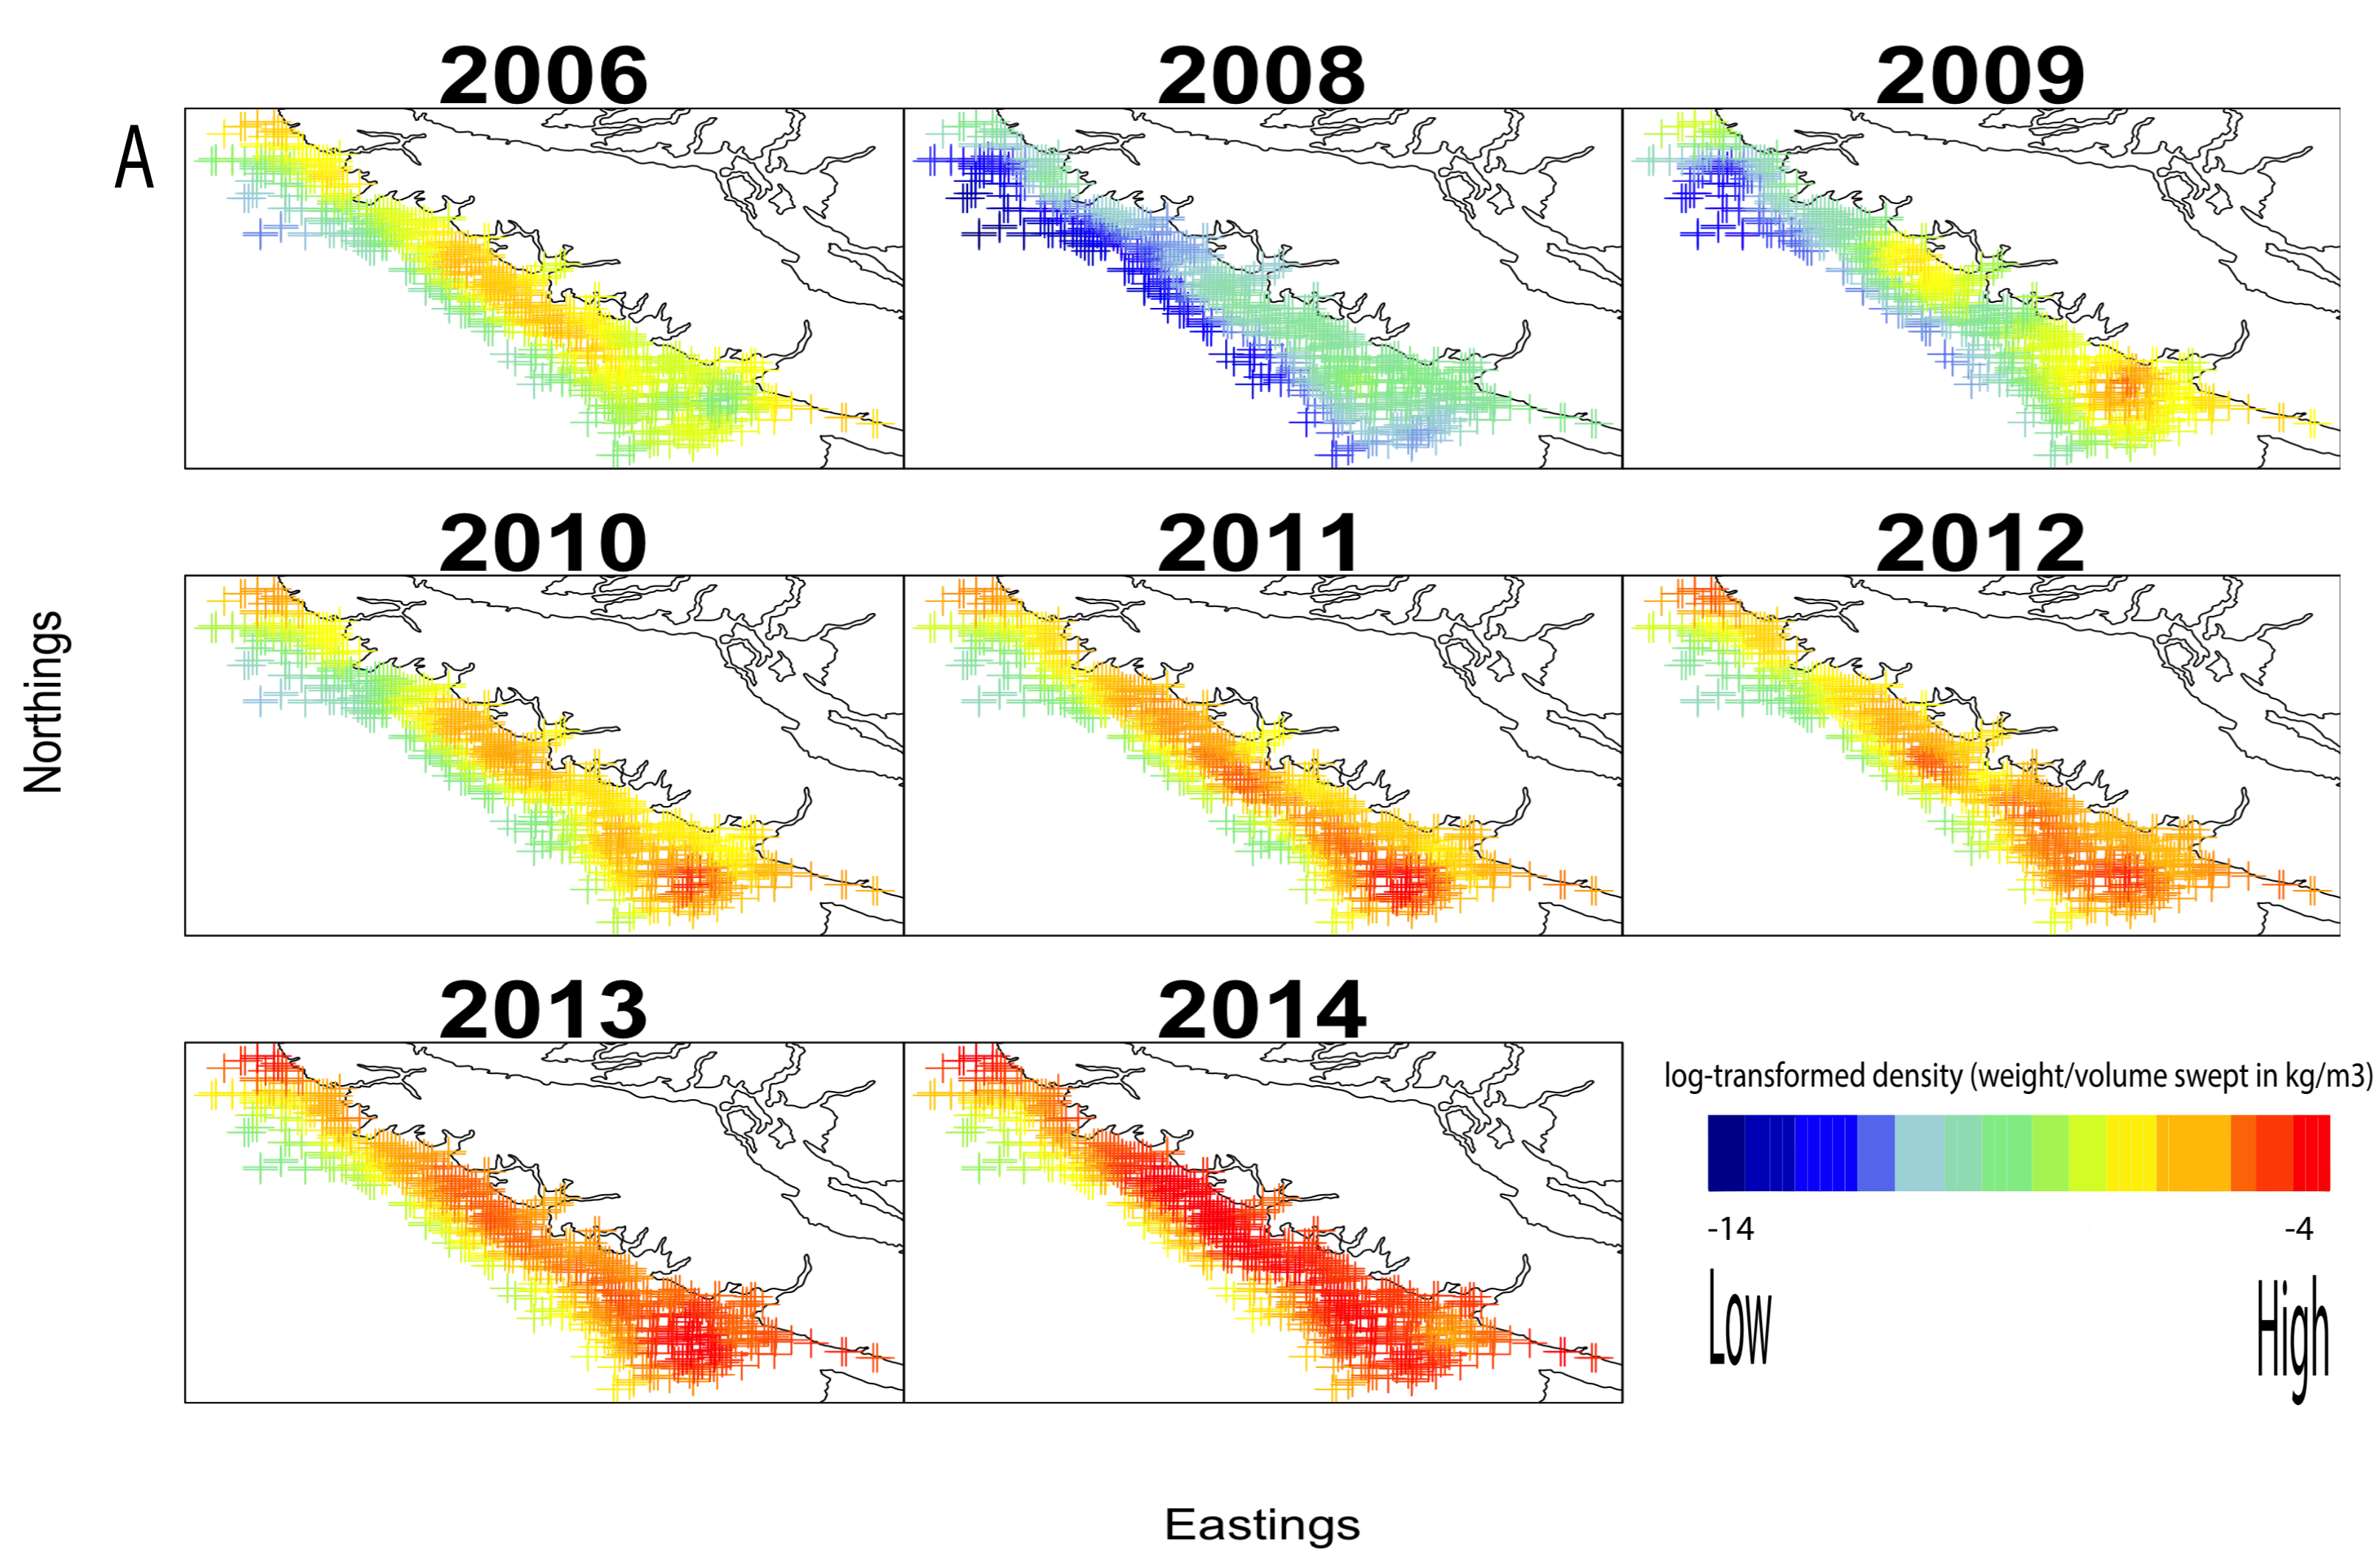 2006 2008 2009
A
2010 2011 2012
Northings
2013 2014
log-transformed density (weight/volume swept in kg/m3)
-14 -4
Low High
Eastings